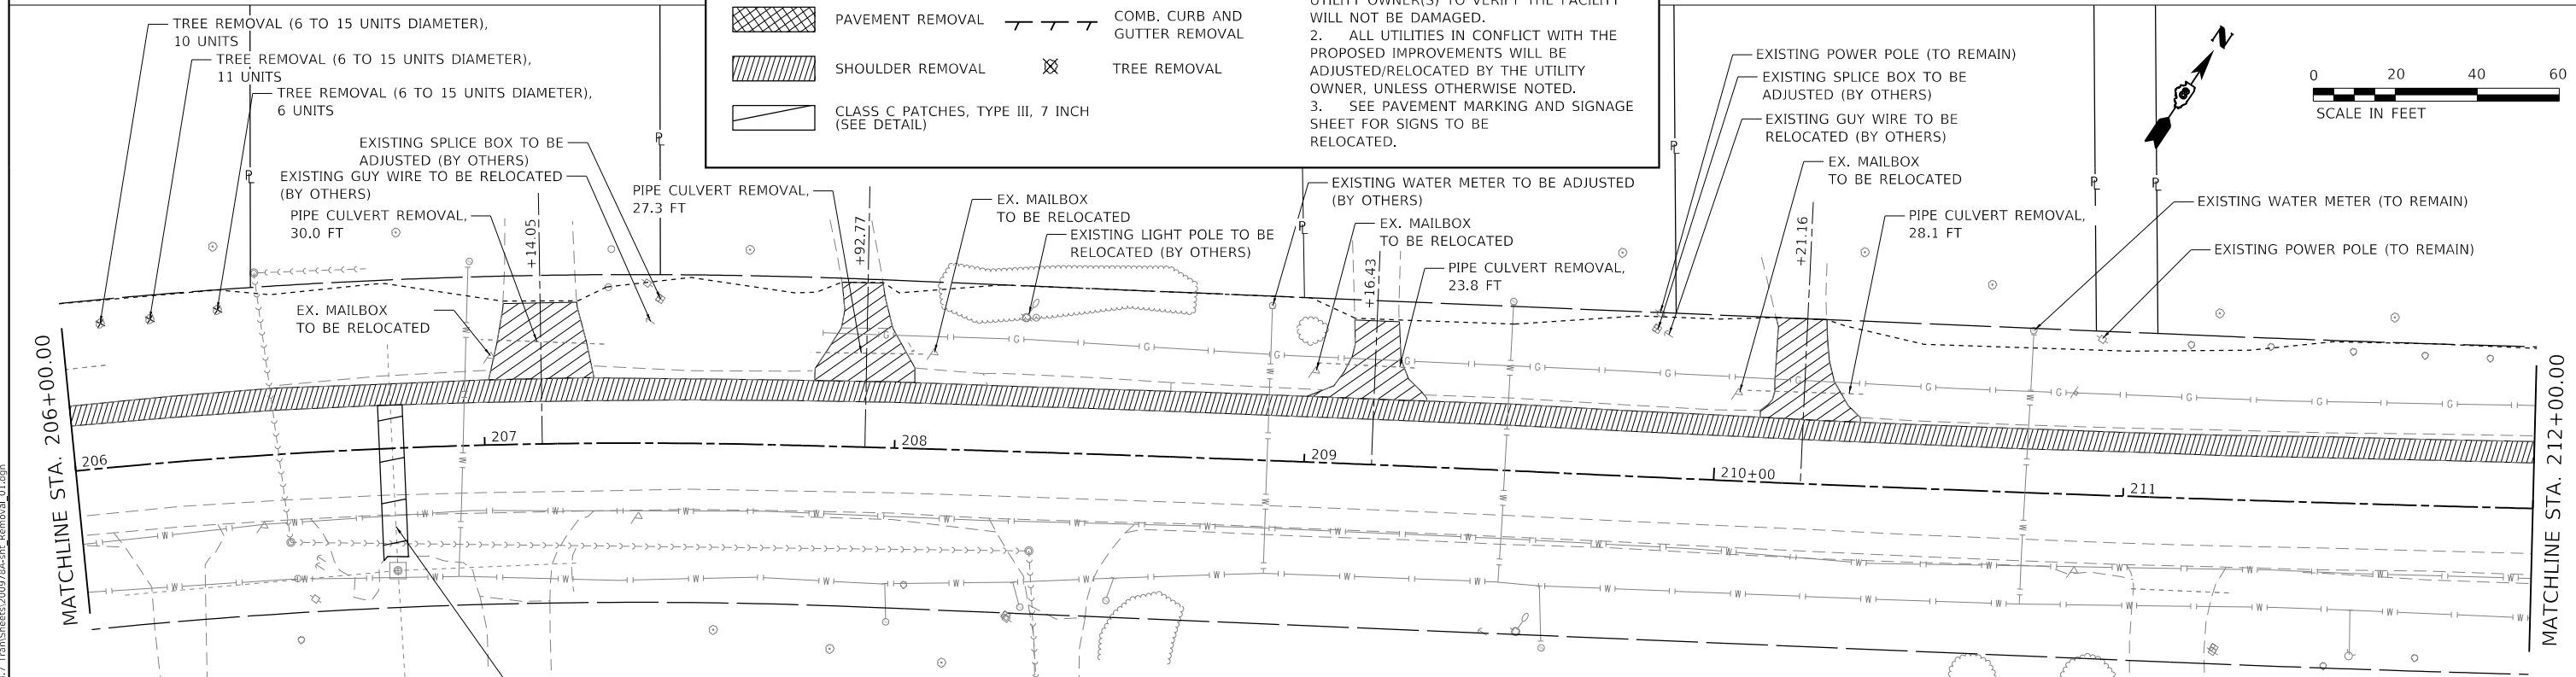 TREE REMOVAL (6 TO 15 UNITS DIAMETER),
10 UNITS
TREE REMOVAL (6 TO 15 UNITS DIAMETER),
11 UNITS
TREE REMOVAL (6 TO 15 UNITS DIAMETER),
6 UNITS
EXISTING SPLICE BOX TO BE
ADJUSTED (BY OTHERS)
EXISTING GUY WIRE TO BE RELOCATED
(BY OTHERS)
PIPE CULVERT REMOVAL,
30.0 FT
EX. MAILBOX
TO BE RELOCATED
+14.05
PIPE CULVERT REMOVAL,
27.3 FT
+92.77
PAVEMENT REMOVAL
COMB. CURB AND
GUTTER REMOVAL
SHOULDER REMOVAL
TREE REMOVAL
CLASS C PATCHES, TYPE III, 7 INCH
(SEE DETAIL)
UTILITY OWNER(S) TO VERIFY THE FACILITY
WILL NOT BE DAMAGED.
2. ALL UTILITIES IN CONFLICT WITH THE
PROPOSED IMPROVEMENTS WILL BE
ADJUSTED/RELOCATED BY THE UTILITY
OWNER, UNLESS OTHERWISE NOTED.
3. SEE PAVEMENT MARKING AND SIGNAGE
SHEET FOR SIGNS TO BE
RELOCATED.
EX. MAILBOX
TO BE RELOCATED
EXISTING LIGHT POLE TO BE
RELOCATED (BY OTHERS)
EXISTING WATER METER TO BE ADJUSTED
(BY OTHERS)
EX. MAILBOX
TO BE RELOCATED
+16.43
PIPE CULVERT REMOVAL,
23.8 FT
EXISTING POWER POLE (TO REMAIN)
EXISTING SPLICE BOX TO BE
ADJUSTED (BY OTHERS)
EXISTING GUY WIRE TO BE
RELOCATED (BY OTHERS)
EX. MAILBOX
TO BE RELOCATED
+21.16
PIPE CULVERT REMOVAL,
28.1 FT
EXISTING WATER METER (TO REMAIN)
EXISTING POWER POLE (TO REMAIN)
N
0 20 40 60
SCALE IN FEET
MATCHLINE STA. 206+00.00
206
207
208
209
210+00
211
MATCHLINE STA. 212+00.00